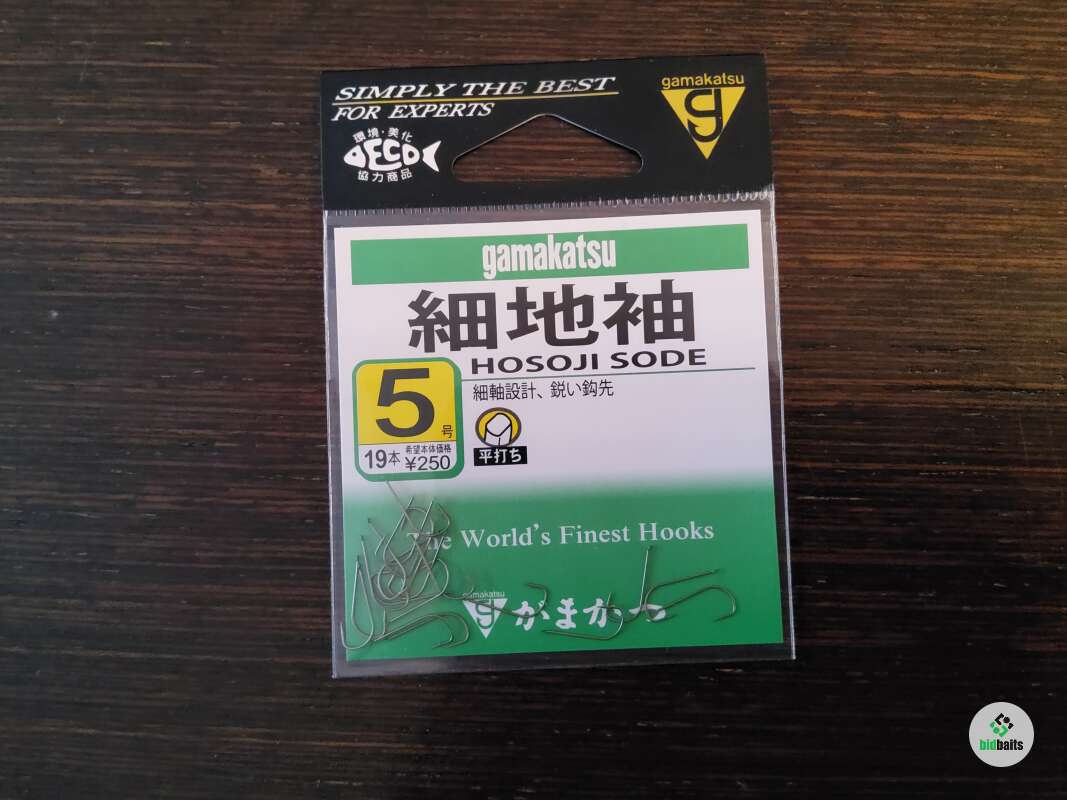 SIMPLY THE BEST
FOR EXPERTS
gamakatsu
環境・美化
ECO
協力商品
gamakatsu
細地袖
HOSOJI SODE
細軸設計、鋭い鈎先
5号
19本
希望本体価格
¥250
平打ち
The World's Finest Hooks
gamakatsu
がまかつ
bidbaits